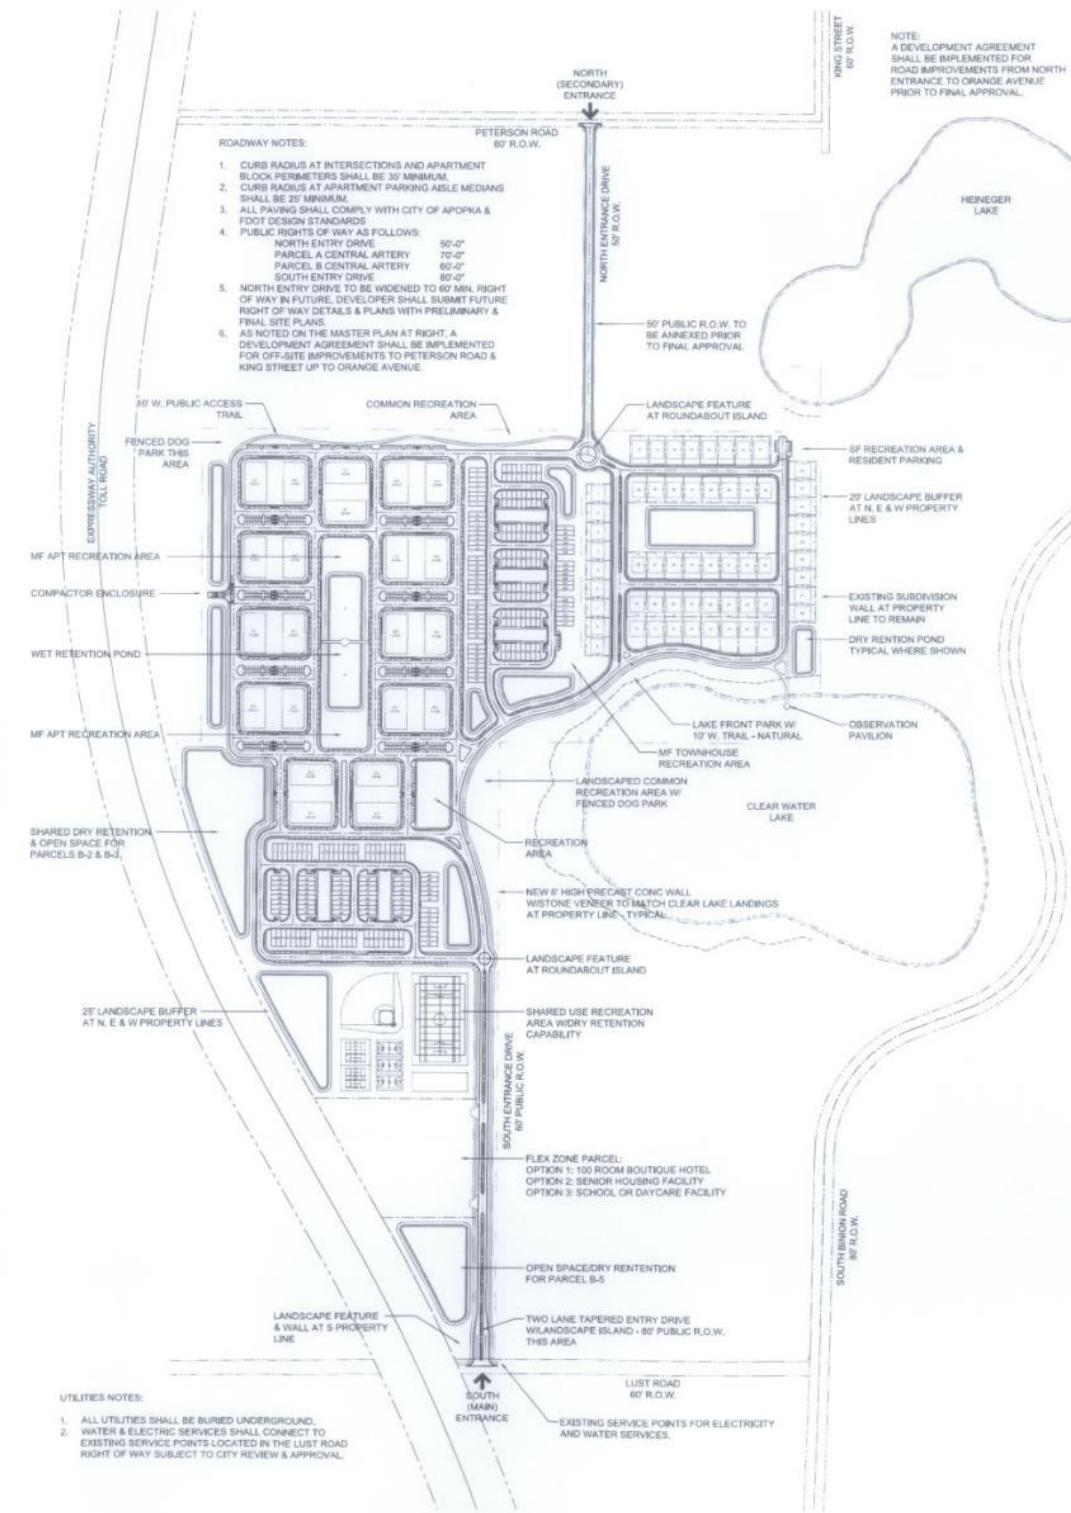 KING STREET
60' R.O.W.
NOTE:
A DEVELOPMENT AGREEMENT
SHALL BE IMPLEMENTED FOR
ROAD IMPROVEMENTS FROM NORTH
ENTRANCE TO ORANGE AVENUE
PRIOR TO FINAL APPROVAL.
NORTH
(SECONDARY)
ENTRANCE
PETERSON ROAD
60' R.O.W.
ROADWAY NOTES:
1. CURB RADIUS AT INTERSECTIONS AND APARTMENT
BLOCK PERIMETERS SHALL BE 35' MINIMUM.
2. CURB RADIUS AT APARTMENT PARKING AISLE MEDIANS
SHALL BE 25' MINIMUM.
3. ALL PAVING SHALL COMPLY WITH CITY OF APOPKA &
FDOT DESIGN STANDARDS
4. PUBLIC RIGHTS OF WAY AS FOLLOWS:
NORTH ENTRY DRIVE 50'-0"
PARCEL A CENTRAL ARTERY 70'-0"
PARCEL B CENTRAL ARTERY 60'-0"
SOUTH ENTRY DRIVE 80'-0"
5. NORTH ENTRY DRIVE TO BE WIDENED TO 60' MIN. RIGHT
OF WAY IN FUTURE, DEVELOPER SHALL SUBMIT FUTURE
RIGHT OF WAY DETAILS & PLANS WITH PRELIMINARY &
FINAL SITE PLANS.
6. AS NOTED ON THE MASTER PLAN AT RIGHT, A
DEVELOPMENT AGREEMENT SHALL BE IMPLEMENTED
FOR OFF-SITE IMPROVEMENTS TO PETERSON ROAD &
KING STREET UP TO ORANGE AVENUE.
NORTH ENTRANCE DRIVE
50' R.O.W.
HEINEGER
LAKE
50' PUBLIC R.O.W. TO
BE ANNEXED PRIOR
TO FINAL APPROVAL
10' W. PUBLIC ACCESS
TRAIL
COMMON RECREATION
AREA
LANDSCAPE FEATURE
AT ROUNDABOUT ISLAND
FENCED DOG
PARK THIS
AREA
SF RECREATION AREA &
RESIDENT PARKING
EXPRESSWAY AUTHORITY
TOLL ROAD
20' LANDSCAPE BUFFER
AT N, E & W PROPERTY
LINES
MF APT RECREATION AREA
COMPACTOR ENCLOSURE
EXISTING SUBDIVISION
WALL AT PROPERTY
LINE TO REMAIN
WET RETENTION POND
DRY RENTION POND
TYPICAL WHERE SHOWN
MF APT RECREATION AREA
LAKE FRONT PARK W/
10' W. TRAIL - NATURAL
OBSERVATION
PAVILION
MF TOWNHOUSE
RECREATION AREA
LANDSCAPED COMMON
RECREATION AREA W/
FENCED DOG PARK
CLEAR WATER
LAKE
SHARED DRY RETENTION
& OPEN SPACE FOR
PARCELS B-2 & B-3
RECREATION
AREA
NEW 6' HIGH PRECAST CONC WALL
W/STONE VENEER TO MATCH CLEAR LAKE LANDINGS
AT PROPERTY LINE - TYPICAL
LANDSCAPE FEATURE
AT ROUNDABOUT ISLAND
25' LANDSCAPE BUFFER
AT N, E & W PROPERTY LINES
SHARED USE RECREATION
AREA W/DRY RETENTION
CAPABILITY
SOUTH ENTRANCE DRIVE
60' PUBLIC R.O.W.
FLEX ZONE PARCEL:
OPTION 1: 100 ROOM BOUTIQUE HOTEL
OPTION 2: SENIOR HOUSING FACILITY
OPTION 3: SCHOOL OR DAYCARE FACILITY
SOUTH BINION ROAD
80' R.O.W.
OPEN SPACE/DRY RENTENTION
FOR PARCEL B-5
LANDSCAPE FEATURE
& WALL AT S PROPERTY
LINE
TWO LANE TAPERED ENTRY DRIVE
W/LANDSCAPE ISLAND - 80' PUBLIC R.O.W.
THIS AREA
LUST ROAD
60' R.O.W.
SOUTH
(MAIN)
ENTRANCE
EXISTING SERVICE POINTS FOR ELECTRICITY
AND WATER SERVICES.
UTILITIES NOTES:
1. ALL UTILITIES SHALL BE BURIED UNDERGROUND.
2. WATER & ELECTRIC SERVICES SHALL CONNECT TO
EXISTING SERVICE POINTS LOCATED IN THE LUST ROAD
RIGHT OF WAY SUBJECT TO CITY REVIEW & APPROVAL.